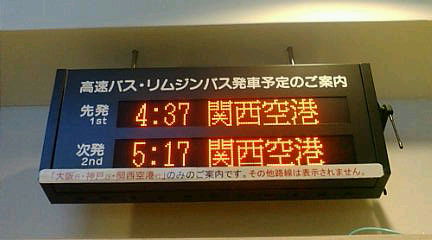 高速バス・リムジンバス発車予定のご案内
先発 1st 4:37 関西空港
次発 2nd 5:17 関西空港
「大阪・神戸・関西空港」のみのご案内です。その他路線は表示されません。